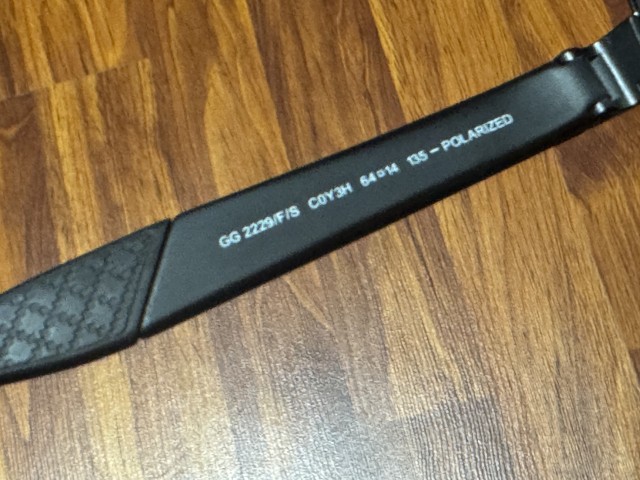 GG 2229/F/S C0Y3H 64□14 135 – POLARIZED